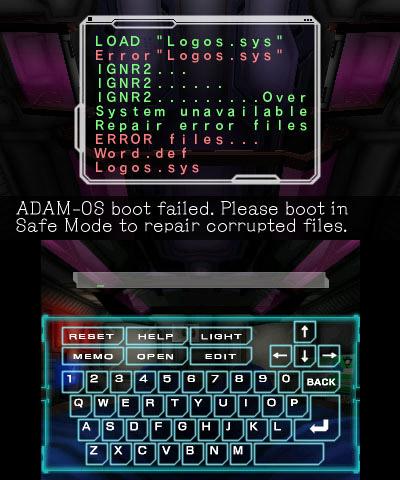 LOAD "Logos.sys"
Error"Logos.sys"
IGNR2...
IGNR2......
IGNR2..........Over
System unavailable
Repair error files
ERROR files...
Word.def
Logos.sys
ADAM-OS boot failed. Please boot in
Safe Mode to repair corrupted files.
RESET HELP LIGHT
MEMO OPEN EDIT
↑
← ↓ →
1 2 3 4 5 6 7 8 9 0 BACK
Q W E R T Y U I O P
A S D F G H J K L
Z X C V B N M